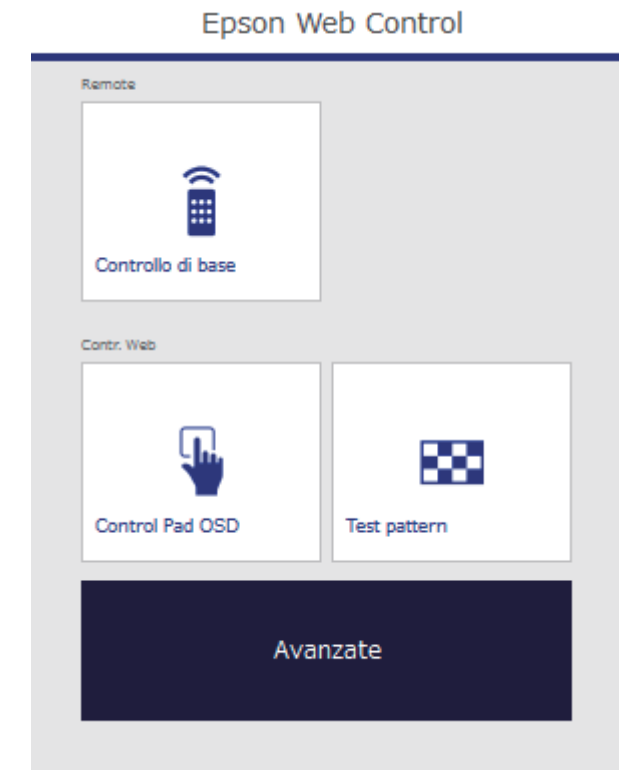 Epson Web Control
Remote
Controllo di base
Contr. Web
Control Pad OSD
Test pattern
Avanzate